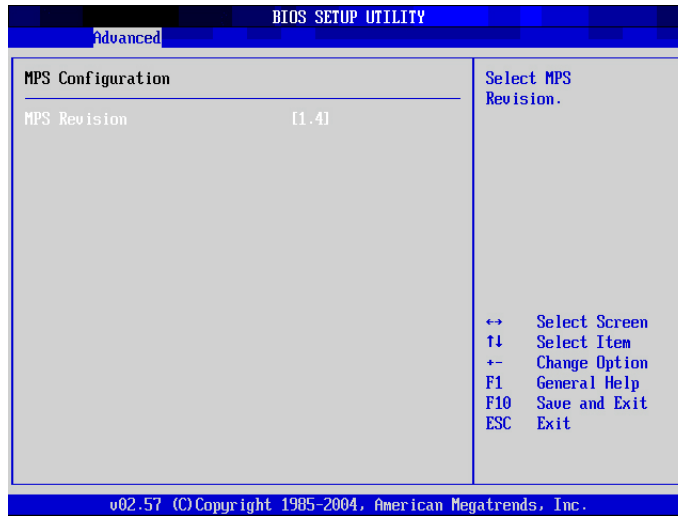 BIOS SETUP UTILITY
Advanced
MPS Configuration
MPS Revision [1.4]
Select MPS
Revision.
↔ Select Screen
↑↓ Select Item
+- Change Option
F1 General Help
F10 Save and Exit
ESC Exit
v02.57 (C)Copyright 1985-2004, American Megatrends, Inc.